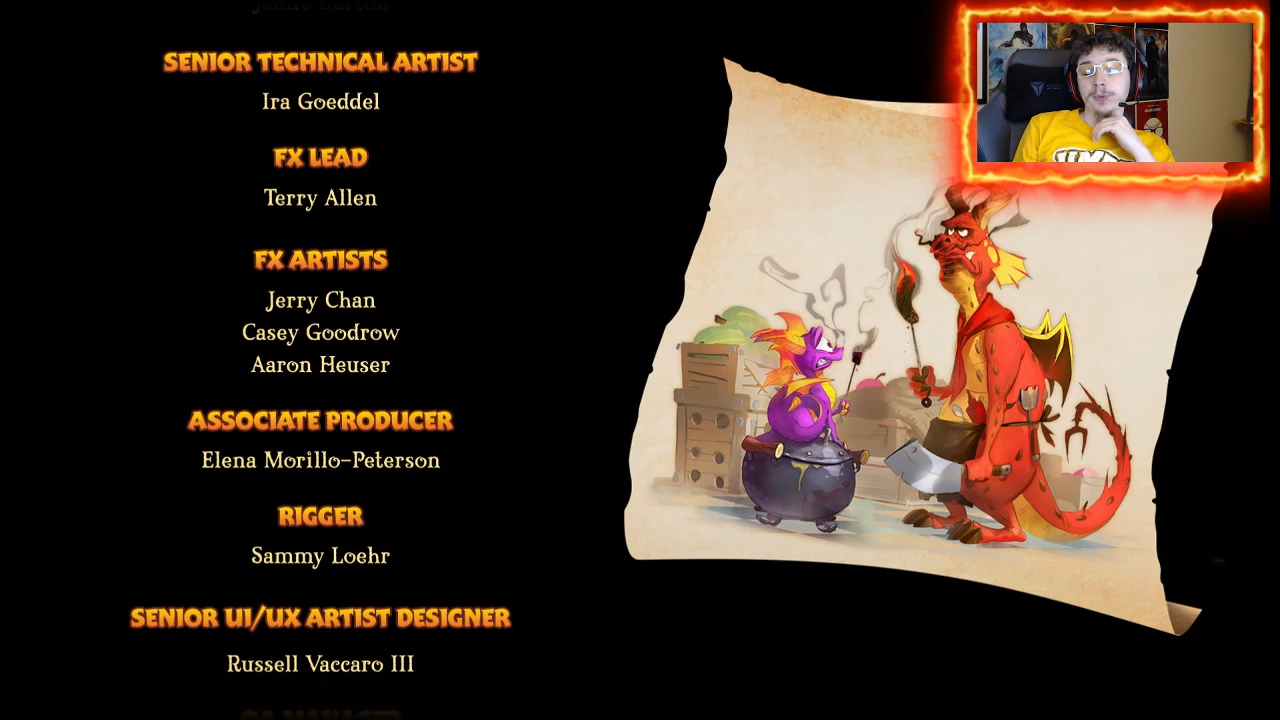 SENIOR TECHNICAL ARTIST
Ira Goeddel
FX LEAD
Terry Allen
FX ARTISTS
Jerry Chan
Casey Goodrow
Aaron Heuser
ASSOCIATE PRODUCER
Elena Morillo-Peterson
RIGGER
Sammy Loehr
SENIOR UI/UX ARTIST DESIGNER
Russell Vaccaro III